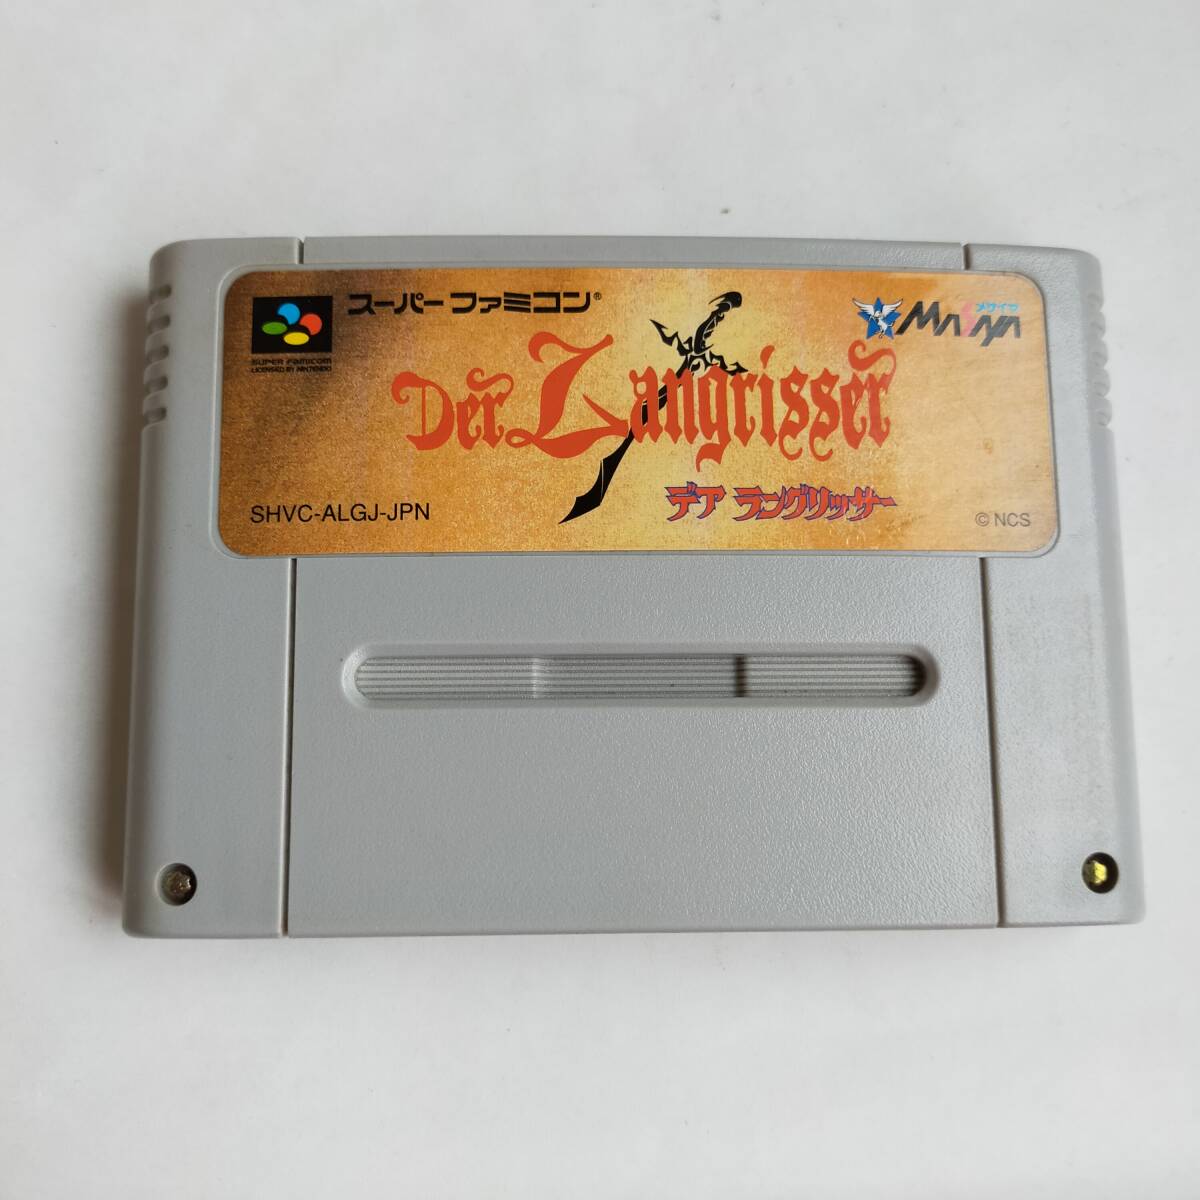 スーパーファミコン®
SUPER FAMICOM
LICENSED BY NINTENDO
メサイヤ
MASAYA
Der Langrisser
デア ラングリッサー
SHVC-ALGJ-JPN
© NCS